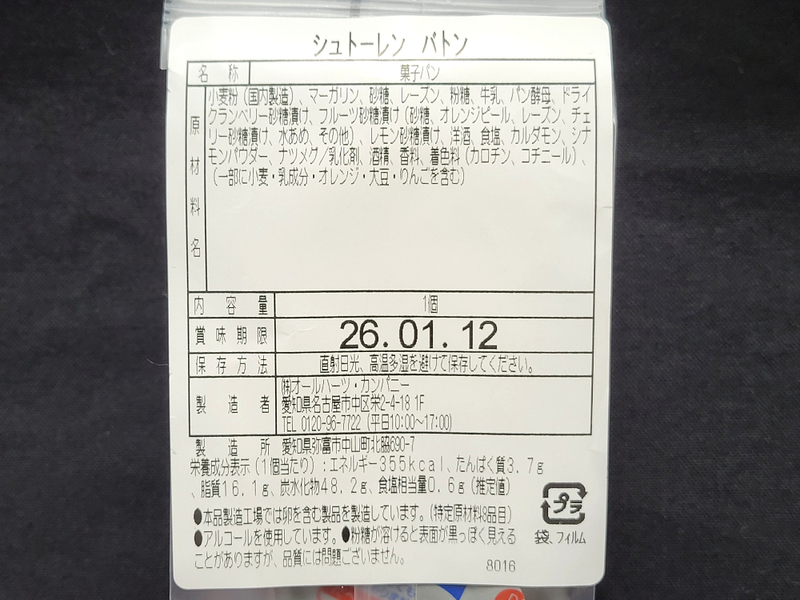 シュトーレン バトン
名称 菓子パン
原材料名
小麦粉（国内製造）、マーガリン、砂糖、レーズン、粉糖、牛乳、パン酵母、ドライ
クランベリー砂糖漬け、フルーツ砂糖漬け（砂糖、オレンジピール、レーズン、チェ
リー砂糖漬け、水あめ、その他）、レモン砂糖漬け、洋酒、食塩、カルダモン、シナ
モンパウダー、ナツメグ／乳化剤、酒精、香料、着色料（カロチン、コチニール）、
（一部に小麦・乳成分・オレンジ・大豆・りんごを含む）
内容量 1個
賞味期限 26.01.12
保存方法 直射日光、高温多湿を避けて保存してください。
製造者 ㈱オールハーツ・カンパニー
愛知県名古屋市中区栄2-4-18 1F
TEL 0120-96-7722（平日10:00～17:00）
製造所 愛知県弥富市中山町北脇690-7
栄養成分表示（1個当たり）：エネルギー355kcal、たんぱく質3.7g
、脂質16.1g、炭水化物48.2g、食塩相当量0.6g（推定値）
●本品製造工場では卵を含む製品を製造しています。（特定原材料8品目）
●アルコールを使用しています。●粉糖が溶けると表面が黒っぽく見える
ことがありますが、品質には問題ございません。
プラ
袋、フィルム
8016